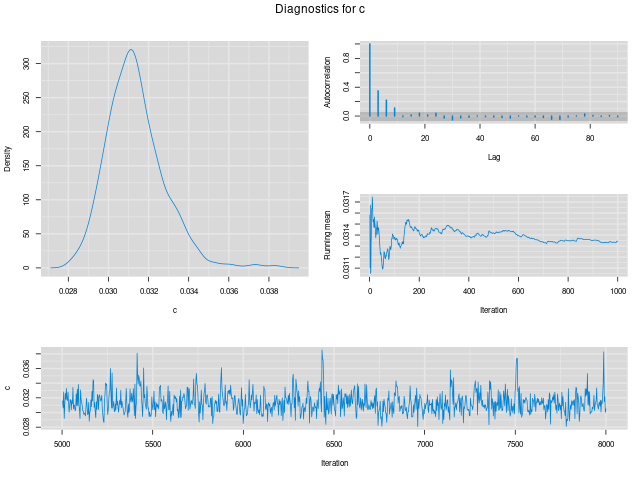 Diagnostics for c
Density
0 50 100 150 200 250 300
0.028 0.030 0.032 0.034 0.036 0.038
c
Autocorrelation
0.0 0.4 0.8
0 20 40 60 80
Lag
Running mean
0.0311 0.0314 0.0317
0 200 400 600 800 1000
Iteration
c
0.028 0.032 0.036
5000 5500 6000 6500 7000 7500 8000
Iteration